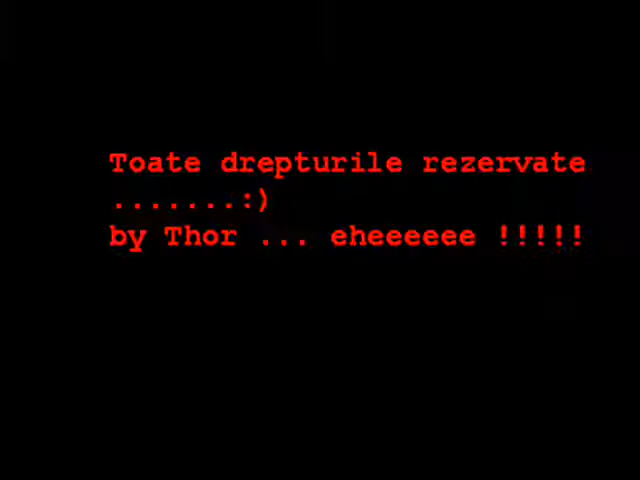 Toate drepturile rezervate
.......:)
by Thor ... eheeeeee !!!!!